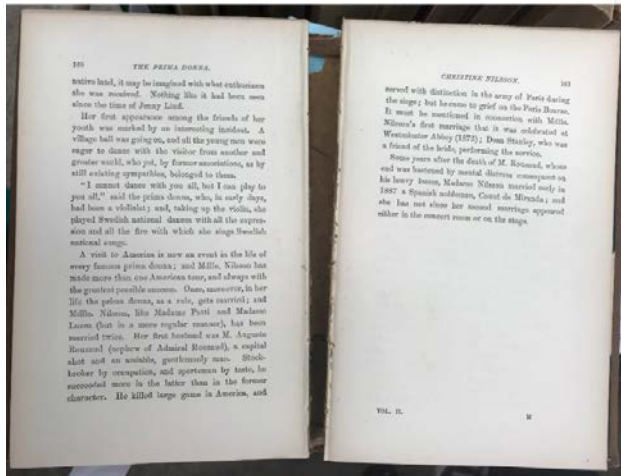 160 THE PRIMA DONNA.
native land, it may be imagined with what enthusiasm
she was received. Nothing like it had been seen
since the time of Jenny Lind.
Her first appearance among the friends of her
youth was marked by an interesting incident. A
village ball was going on, and all the young men were
eager to dance with the visitor from another and
greater world, who yet, by former associations, as by
still existing sympathies, belonged to them.
"I cannot dance with you all, but I can play to
you all," said the prima donna, who, in early days,
had been a violinist; and, taking up the violin, she
played Swedish national dances with all the expres-
sion and all the fire with which she sings Swedish
national songs.
A visit to America is now an event in the life of
every famous prima donna; and Mdlle. Nilsson has
made more than one American tour, and always with
the greatest possible success. Once, moreover, in her
life the prima donna, as a rule, gets married; and
Mdlle. Nilsson, like Madame Patti and Madame
Lucca (but in a more regular manner), has been
married twice. Her first husband was M. Auguste
Rouzaud (nephew of Admiral Rouzaud), a capital
shot and an amiable, gentlemanly man. Stock-
broker by occupation, and sportsman by taste, he
succeeded more in the latter than in the former
character. He killed large game in America, and
CHRISTINE NILSSON. 161
served with distinction in the army of Paris during
the siege; but he came to grief on the Paris Bourse.
It must be mentioned in connection with Mdlle.
Nilsson's first marriage that it was celebrated at
Westminster Abbey (1872); Dean Stanley, who was
a friend of the bride, performing the service.
Some years after the death of M. Rouzaud, whose
end was hastened by mental distress consequent on
his heavy losses, Madame Nilsson married early in
1887 a Spanish nobleman, Count de Miranda; and
she has not since her second marriage appeared
either in the concert room or on the stage.
VOL. II. M